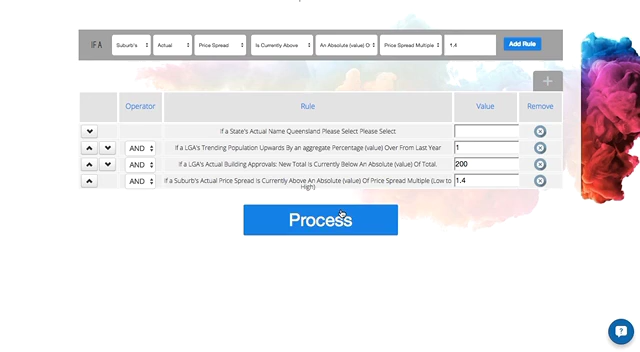 IF A Suburb's Actual Price Spread Is Currently Above An Absolute (value) O Price Spread Multiple 1.4 Add Rule
+
Operator Rule Value Remove
If a State's Actual Name Queensland Please Select Please Select
AND If a LGA's Trending Population Upwards By an aggregate Percentage (value) Over From Last Year 1
AND If a LGA's Actual Building Approvals: New Total Is Currently Below An Absolute (value) Of Total. 200
AND If a Suburb's Actual Price Spread Is Currently Above An Absolute (value) Of Price Spread Multiple (Low to
High) 1.4
Process